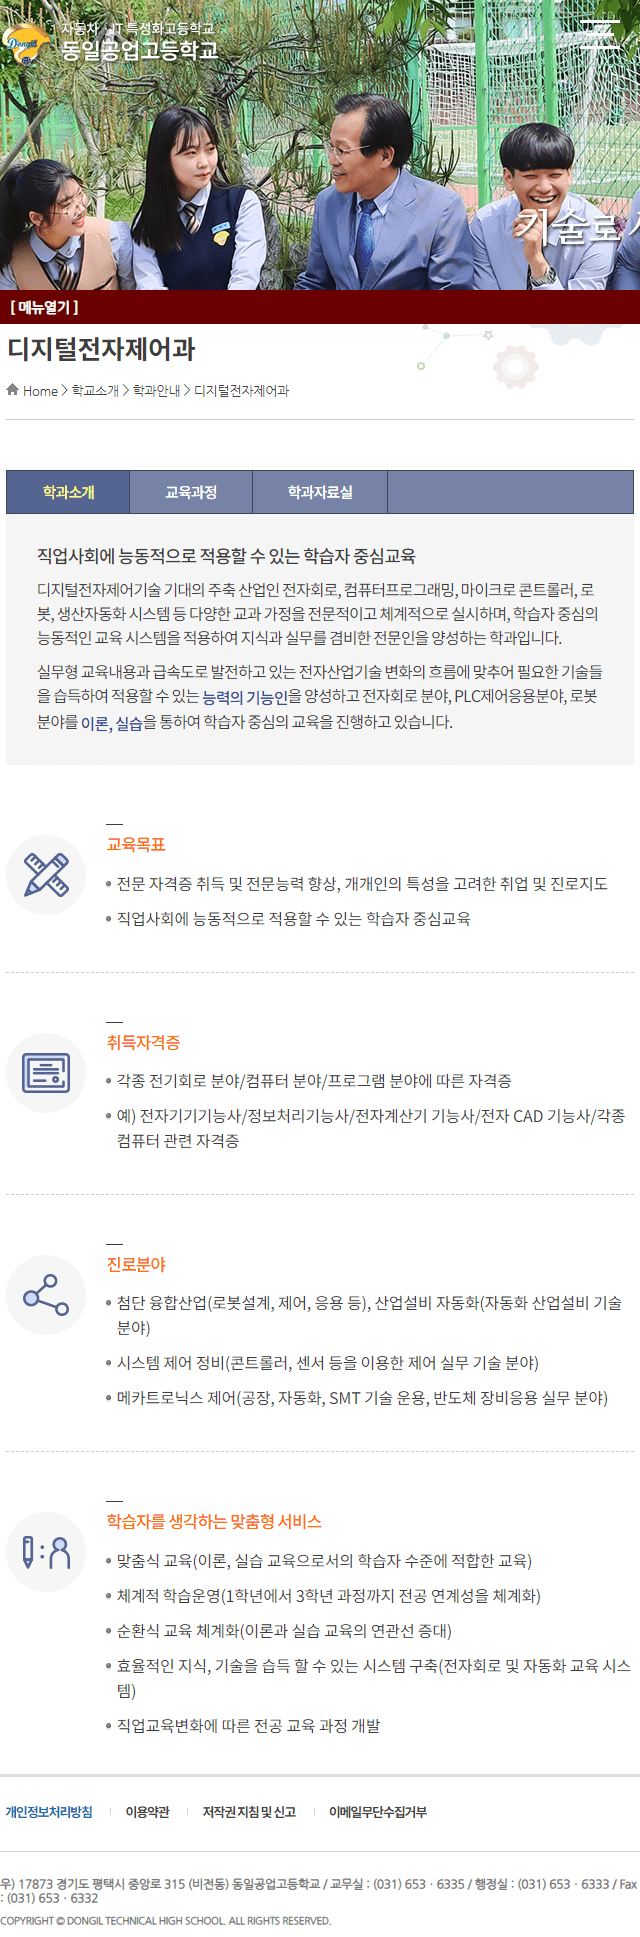 자동차 · IT 특성화고등학교
동일공업고등학교
Dongil
기술로
[ 메뉴열기 ]
디지털전자제어과
Home > 학교소개 > 학과안내 > 디지털전자제어과
학과소개 교육과정 학과자료실
직업사회에 능동적으로 적용할 수 있는 학습자 중심교육
디지털전자제어기술 기대의 주축 산업인 전자회로, 컴퓨터프로그래밍, 마이크로 콘트롤러, 로
봇, 생산자동화 시스템 등 다양한 교과 가정을 전문적이고 체계적으로 실시하며, 학습자 중심의
능동적인 교육 시스템을 적용하여 지식과 실무를 겸비한 전문인을 양성하는 학과입니다.
실무형 교육내용과 급속도로 발전하고 있는 전자산업기술 변화의 흐름에 맞추어 필요한 기술들
을 습득하여 적용할 수 있는 능력의 기능인을 양성하고 전자회로 분야, PLC제어응용분야, 로봇
분야를 이론, 실습을 통하여 학습자 중심의 교육을 진행하고 있습니다.
교육목표
전문 자격증 취득 및 전문능력 향상, 개개인의 특성을 고려한 취업 및 진로지도
직업사회에 능동적으로 적용할 수 있는 학습자 중심교육
취득자격증
각종 전기회로 분야/컴퓨터 분야/프로그램 분야에 따른 자격증
예) 전자기기기능사/정보처리기능사/전자계산기 기능사/전자 CAD 기능사/각종
컴퓨터 관련 자격증
진로분야
첨단 융합산업(로봇설계, 제어, 응용 등), 산업설비 자동화(자동화 산업설비 기술
분야)
시스템 제어 정비(콘트롤러, 센서 등을 이용한 제어 실무 기술 분야)
메카트로닉스 제어(공장, 자동화, SMT 기술 운용, 반도체 장비응용 실무 분야)
학습자를 생각하는 맞춤형 서비스
맞춤식 교육(이론, 실습 교육으로서의 학습자 수준에 적합한 교육)
체계적 학습운영(1학년에서 3학년 과정까지 전공 연계성을 체계화)
순환식 교육 체계화(이론과 실습 교육의 연관선 증대)
효율적인 지식, 기술을 습득 할 수 있는 시스템 구축(전자회로 및 자동화 교육 시스
템)
직업교육변화에 따른 전공 교육 과정 개발
개인정보처리방침 이용약관 저작권 지침 및 신고 이메일무단수집거부
우) 17873 경기도 평택시 중앙로 315 (비전동) 동일공업고등학교 / 교무실 : (031) 653 · 6335 / 행정실 : (031) 653 · 6333 / Fax
: (031) 653 · 6332
COPYRIGHT © DONGIL TECHNICAL HIGH SCHOOL. ALL RIGHTS RESERVED.